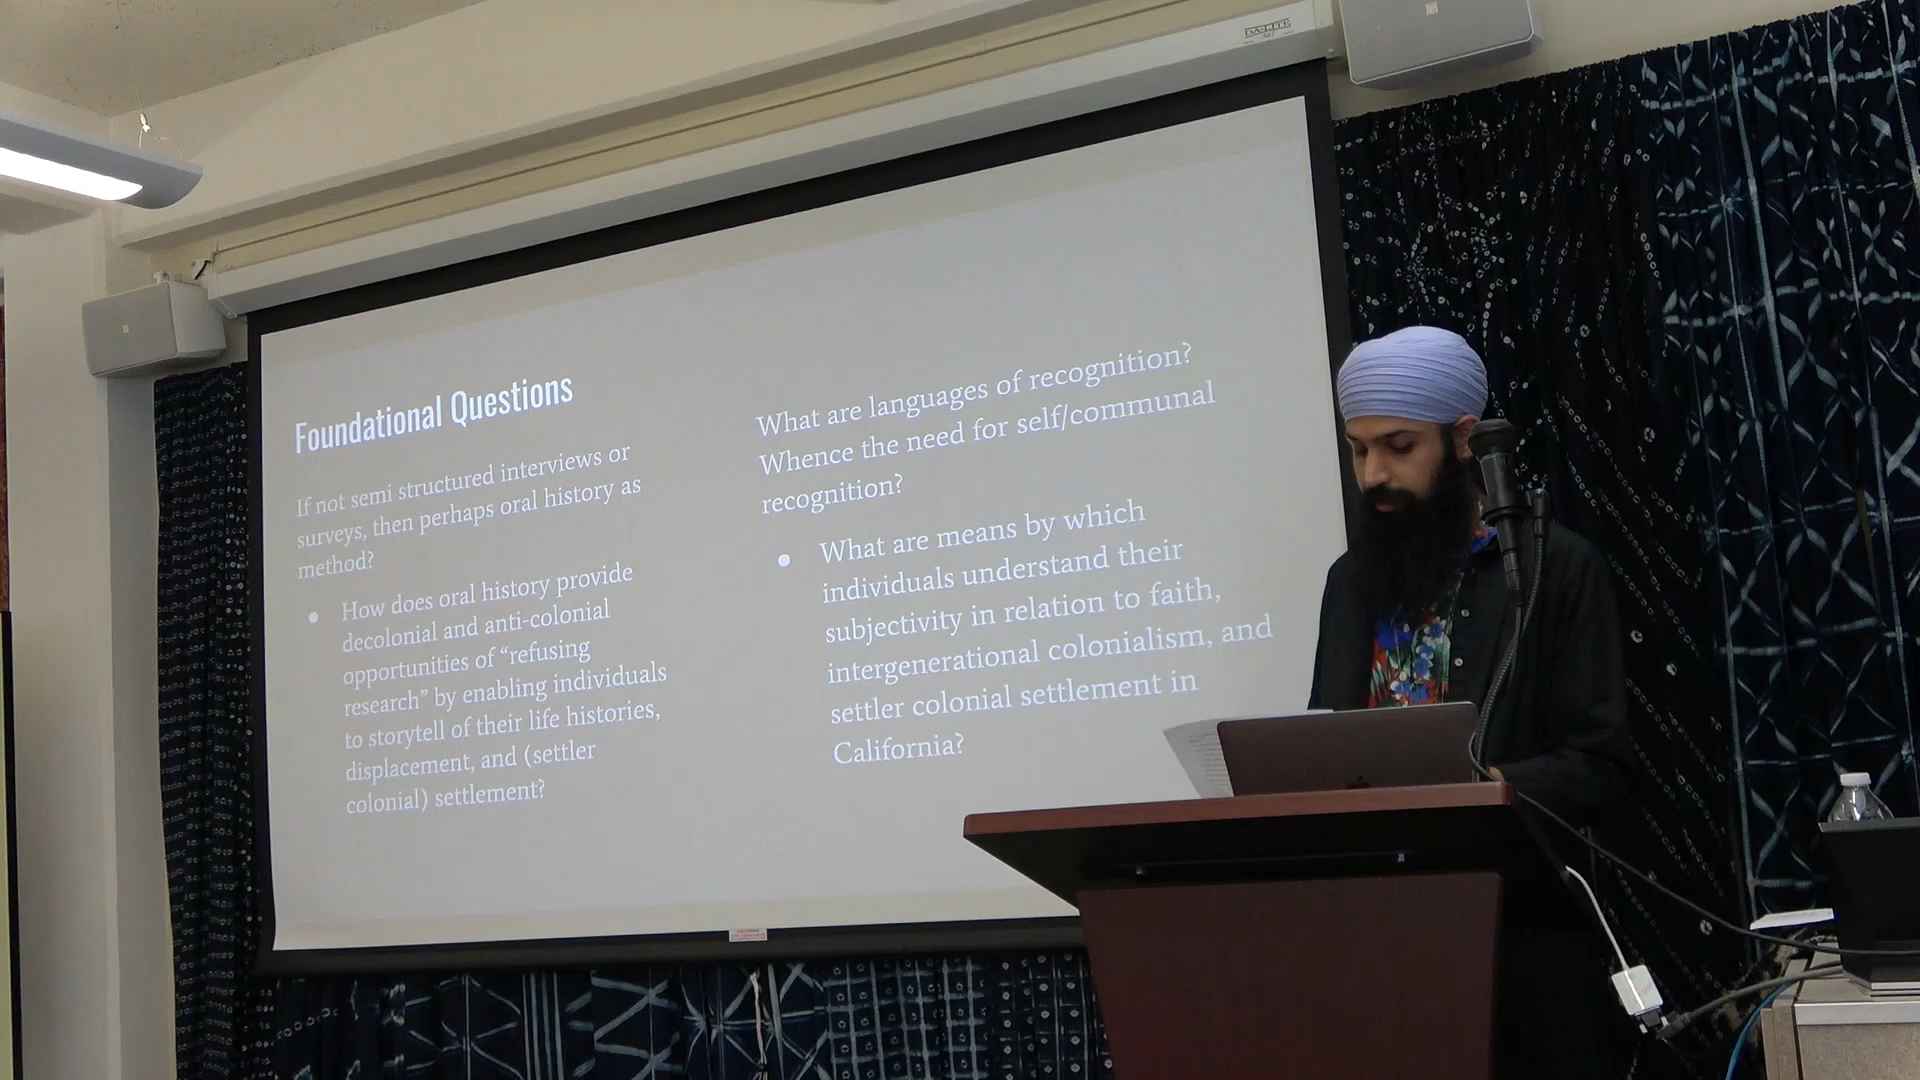 DA-LITE
Foundational Questions
If not semi structured interviews or
surveys, then perhaps oral history as
method?
● How does oral history provide
decolonial and anti-colonial
opportunities of “refusing
research” by enabling individuals
to storytell of their life histories,
displacement, and (settler
colonial) settlement?
What are languages of recognition?
Whence the need for self/communal
recognition?
● What are means by which
individuals understand their
subjectivity in relation to faith,
intergenerational colonialism, and
settler colonial settlement in
California?